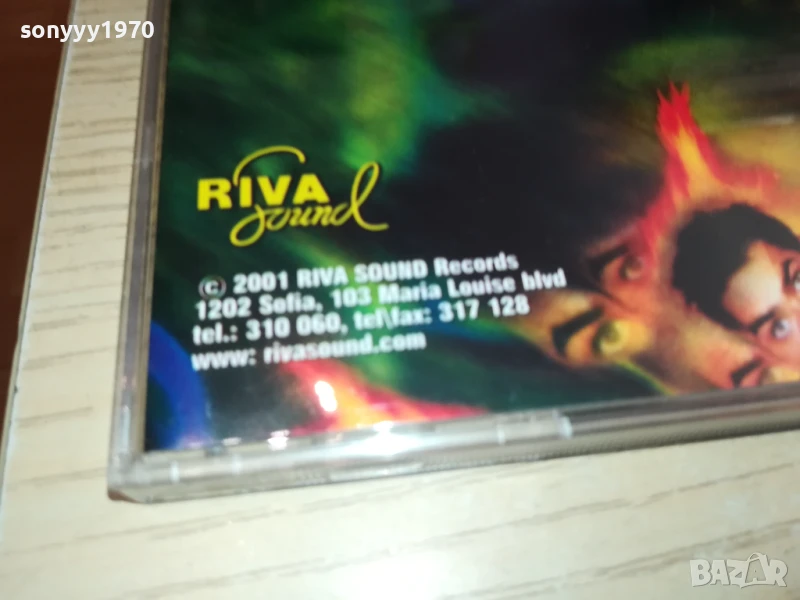 sonyyy1970
RIVA
Sound
© 2001 RIVA SOUND Records
1202 Sofia, 103 Maria Louise blvd
tel.: 310 060, tel\fax: 317 128
www: rivasound.com
BAZAR